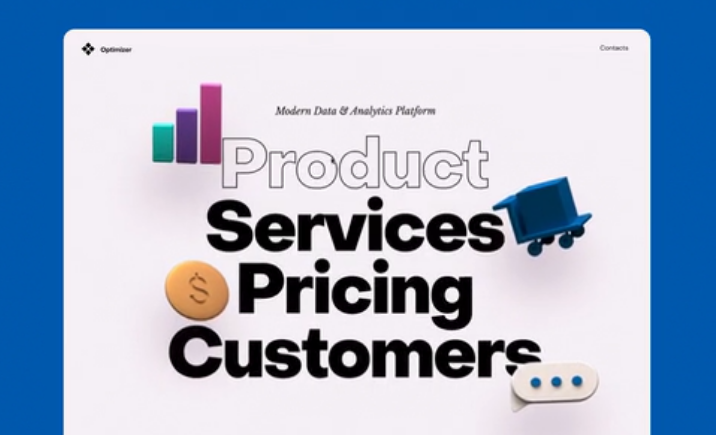 Optimizer
Contacts
Modern Data & Analytics Platform
Product
Services
$
Pricing
Customers